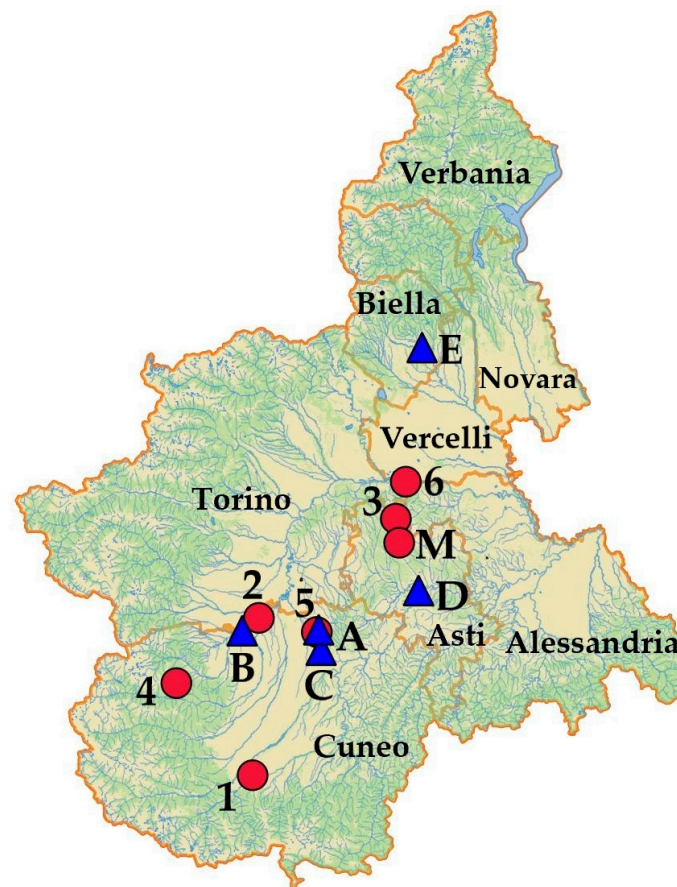 Verbania
Biella
E
Novara
Vercelli
6
Torino
3
M
2
5
D
A
Asti
Alessandria
B
C
4
Cuneo
1